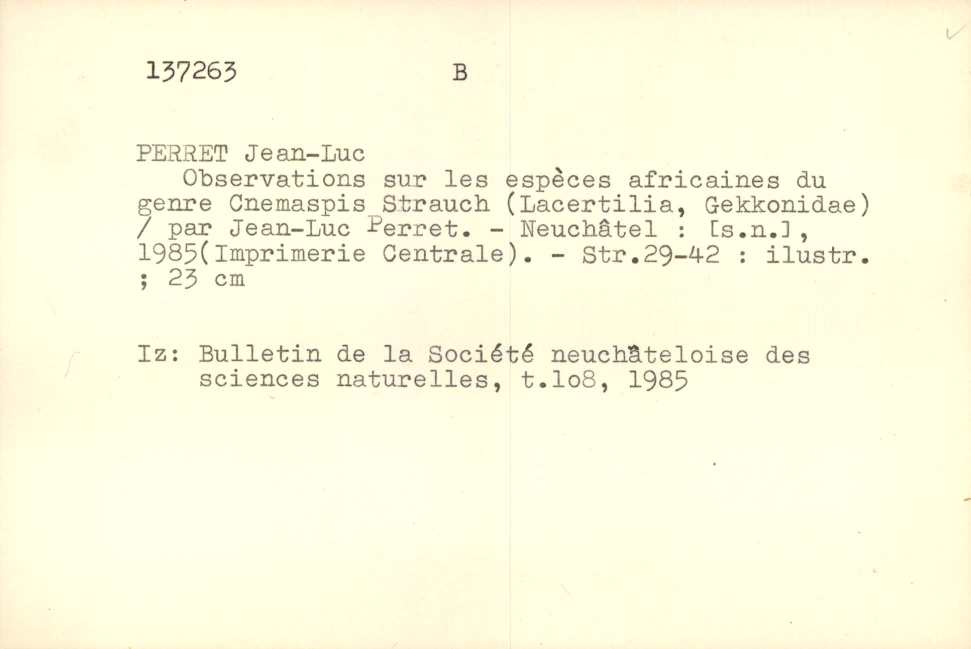 137263 B
PERRET Jean-Luc
Observations sur les espèces africaines du
genre Cnemaspis Strauch (Lacertilia, Gekkonidae)
/ par Jean-Luc Perret. - Neuchâtel : [s.n.],
1985(Imprimerie Centrale). - Str.29-42 : ilustr.
; 23 cm
Iz: Bulletin de la Société neuchâteloise des
sciences naturelles, t.lo8, 1985